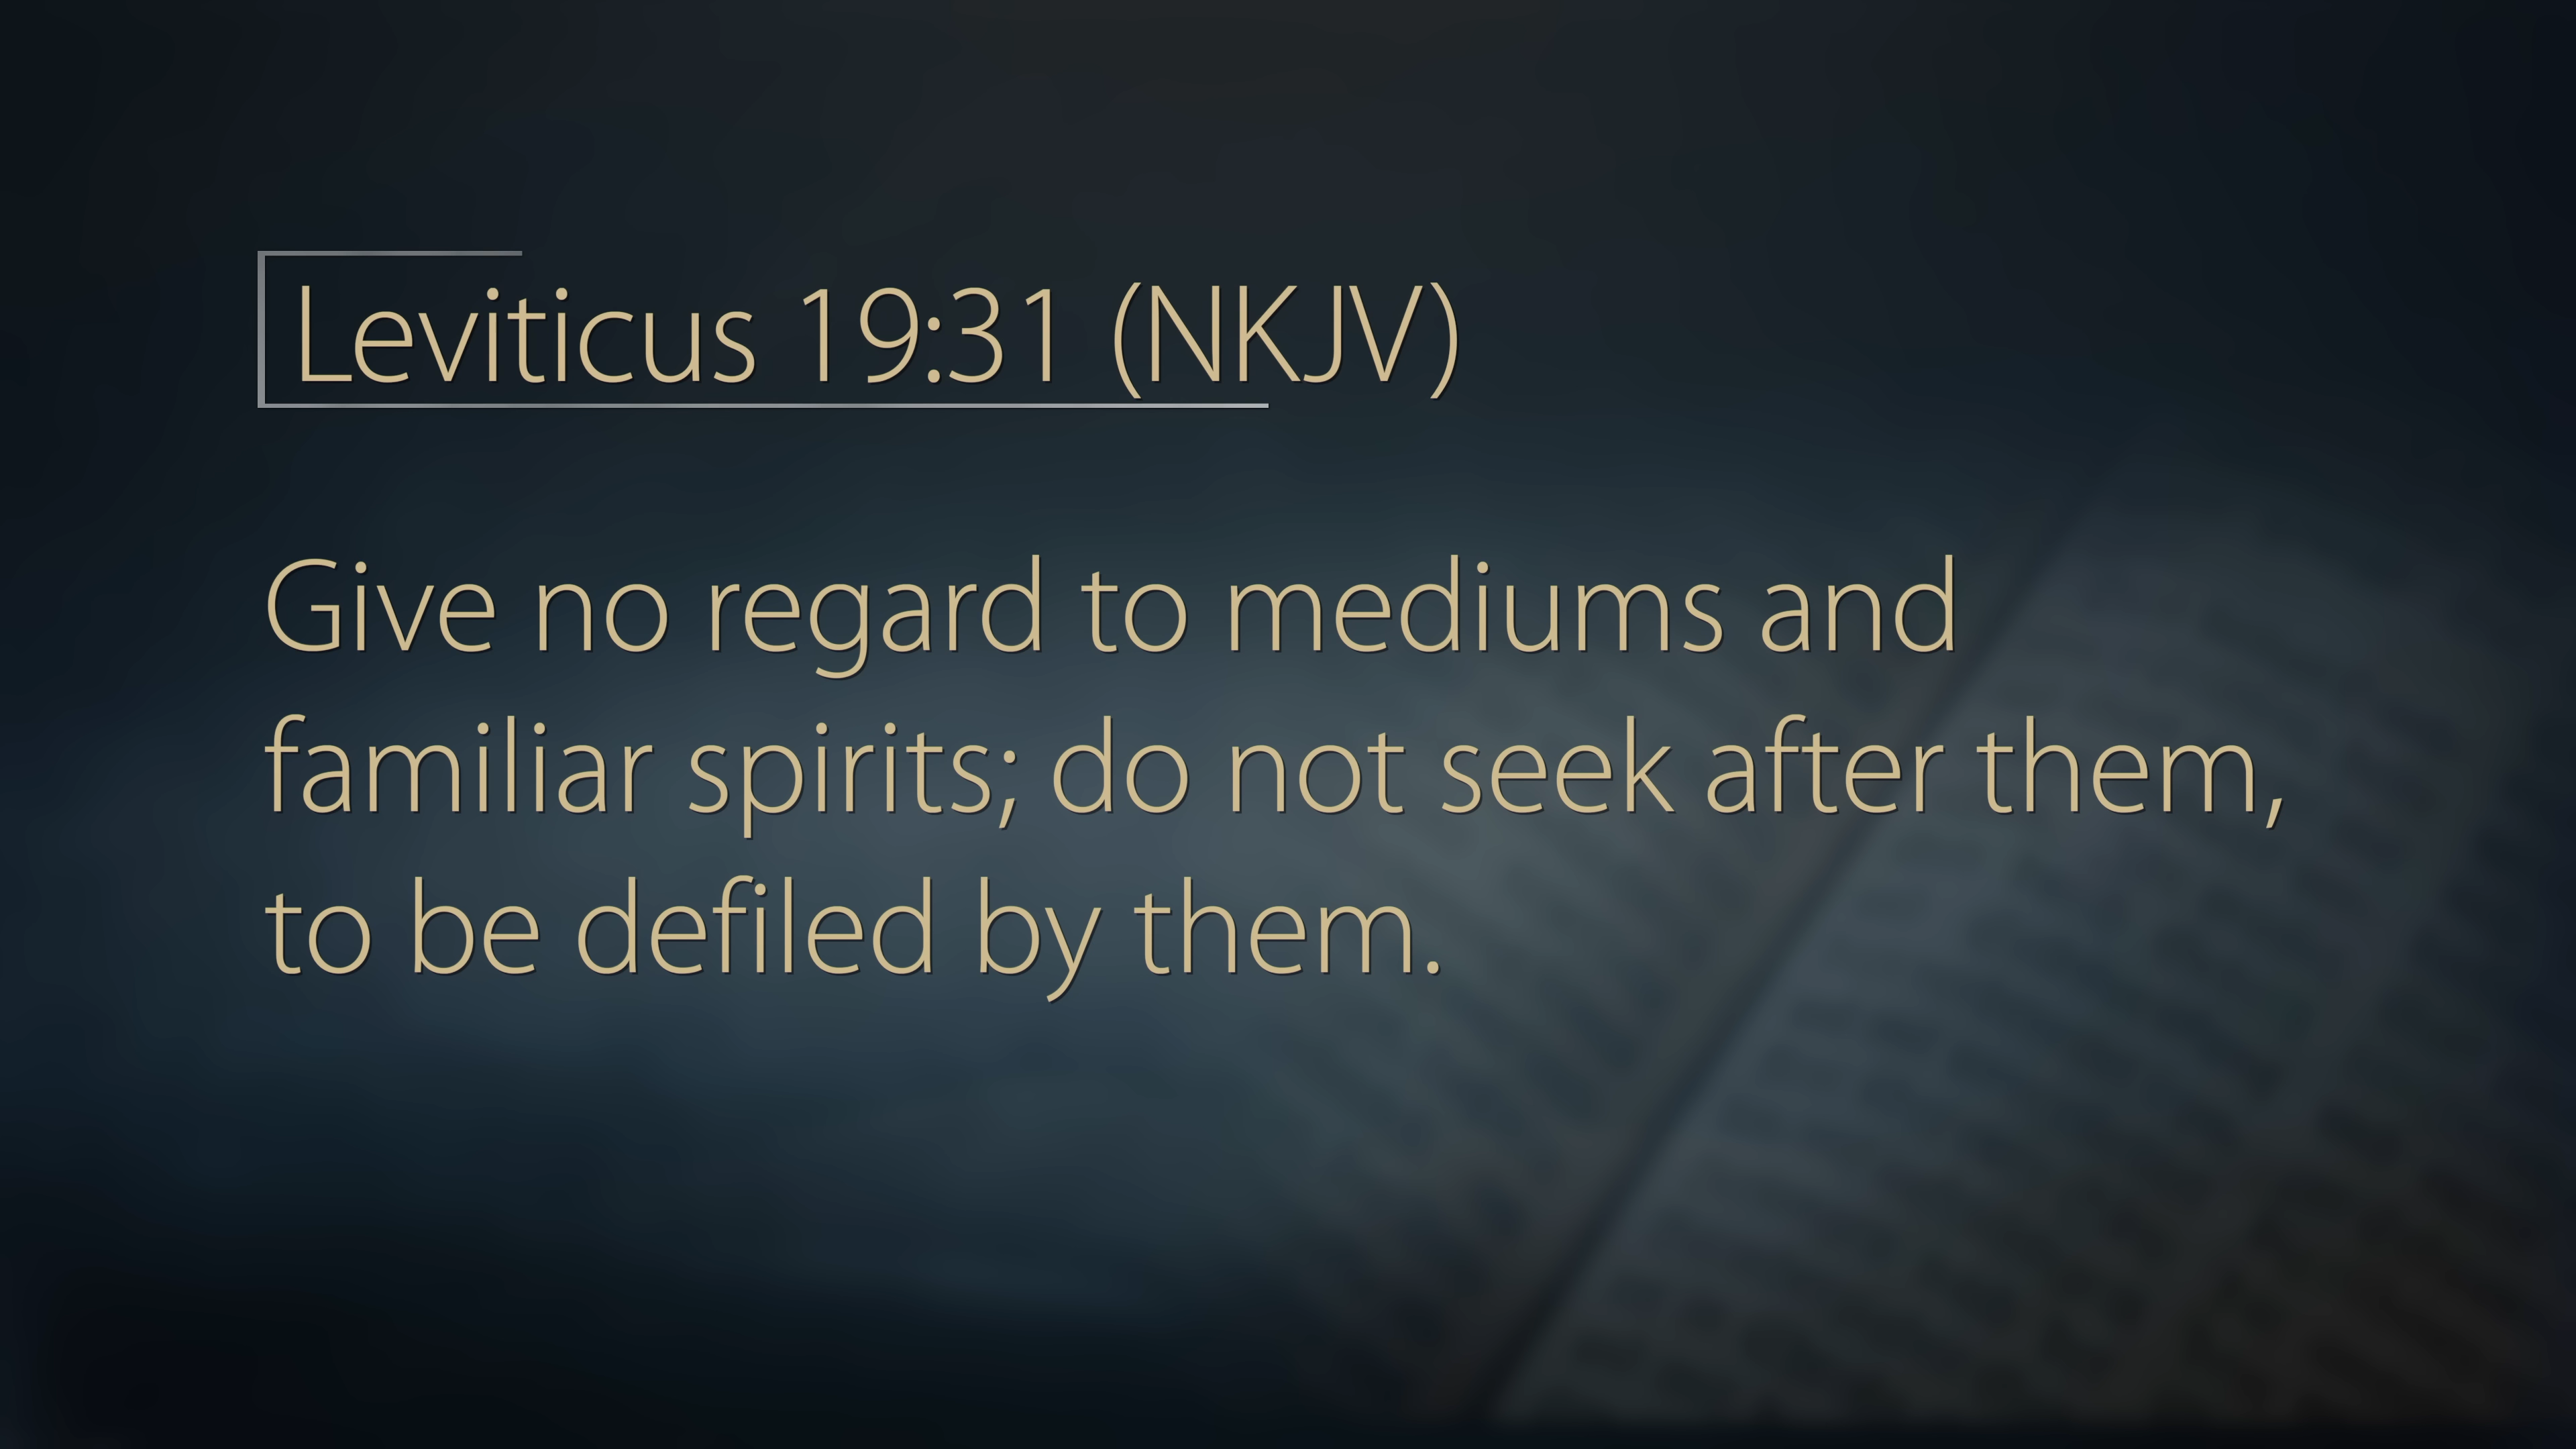 Leviticus 19:31 (NKJV)
Give no regard to mediums and
familiar spirits; do not seek after them,
to be defiled by them.